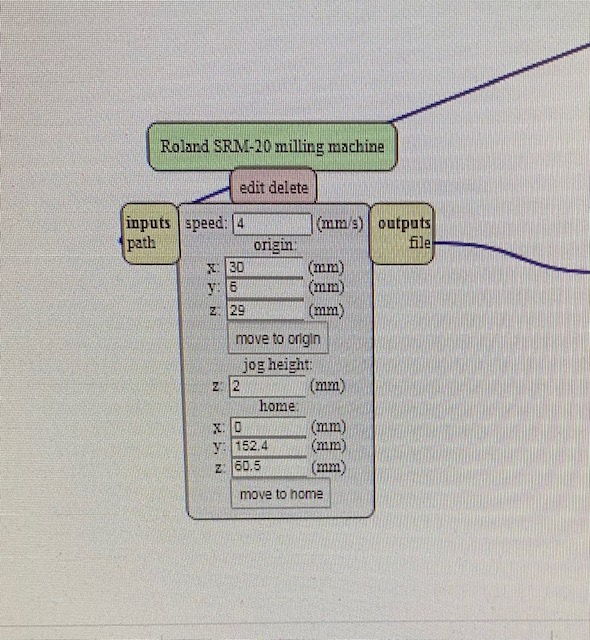 Roland SRM-20 milling machine
edit delete
inputs
path
speed: 4 (mm/s)
outputs
file
origin:
x: 30 (mm)
y: 6 (mm)
z: 29 (mm)
move to origin
jog height:
z: 2 (mm)
home:
x: 0 (mm)
y: 152.4 (mm)
z: 60.5 (mm)
move to home